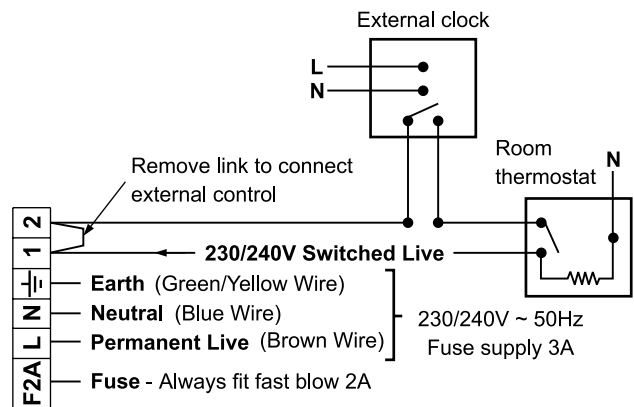 External clock
L
N
Room
thermostat
N
Remove link to connect
external control
2
1
230/240V Switched Live
Earth (Green/Yellow Wire)
N
Neutral (Blue Wire)
L
Permanent Live (Brown Wire)
230/240V ~ 50Hz
Fuse supply 3A
F2A
Fuse - Always fit fast blow 2A